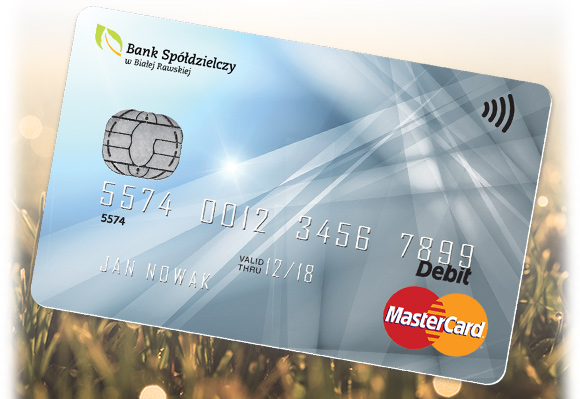 Bank Spółdzielczy
w Białej Rawskiej
5574 0012 3456 7899
5574
Debit
VALID
THRU 12/18
JAN NOWAK
MasterCard